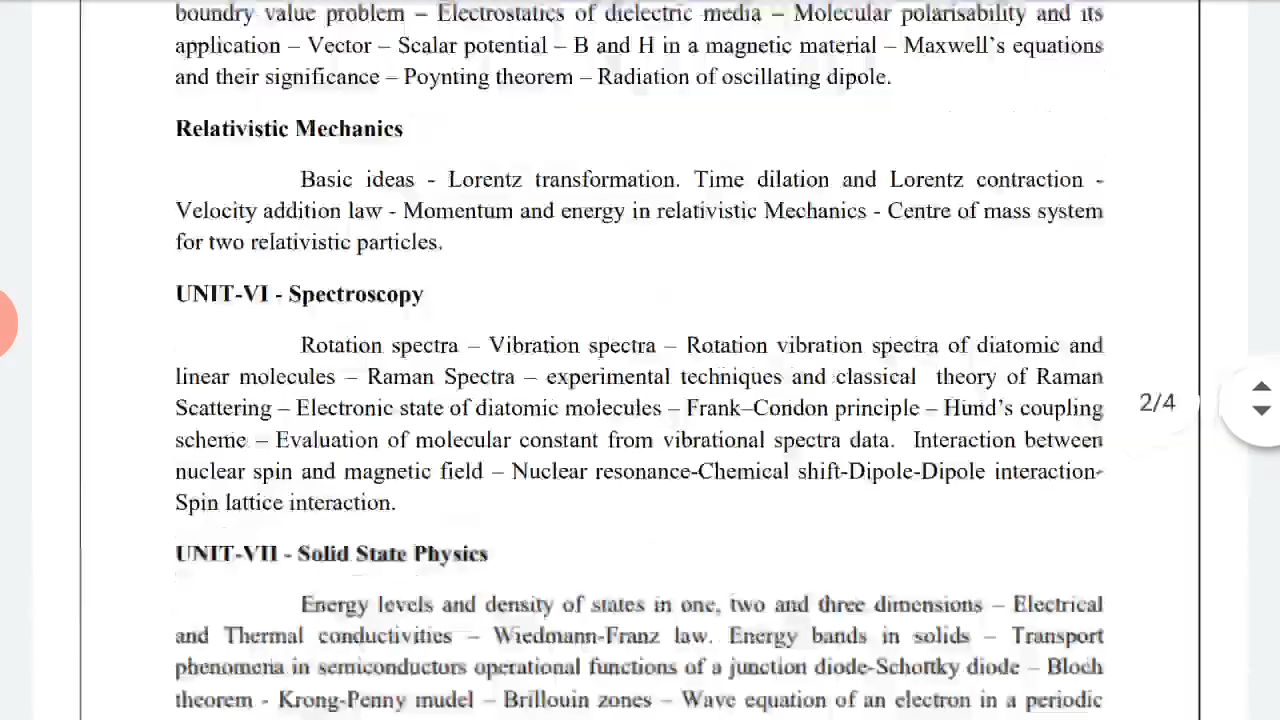 boundry value problem – Electrostatics of dielectric media – Molecular polarisability and its
application – Vector – Scalar potential – B and H in a magnetic material – Maxwell's equations
and their significance – Poynting theorem – Radiation of oscillating dipole.
Relativistic Mechanics
Basic ideas - Lorentz transformation. Time dilation and Lorentz contraction -
Velocity addition law - Momentum and energy in relativistic Mechanics - Centre of mass system
for two relativistic particles.
UNIT-VI - Spectroscopy
Rotation spectra – Vibration spectra – Rotation vibration spectra of diatomic and
linear molecules – Raman Spectra – experimental techniques and classical theory of Raman
Scattering – Electronic state of diatomic molecules – Frank–Condon principle – Hund's coupling
scheme – Evaluation of molecular constant from vibrational spectra data. Interaction between
nuclear spin and magnetic field – Nuclear resonance-Chemical shift-Dipole-Dipole interaction-
Spin lattice interaction.
2/4
UNIT-VII - Solid State Physics
Energy levels and density of states in one, two and three dimensions – Electrical
and Thermal conductivities – Wiedmann-Franz law. Energy bands in solids – Transport
phenomena in semiconductors operational functions of a junction diode-Schottky diode – Bloch
theorem - Krong-Penny model – Brillouin zones – Wave equation of an electron in a periodic